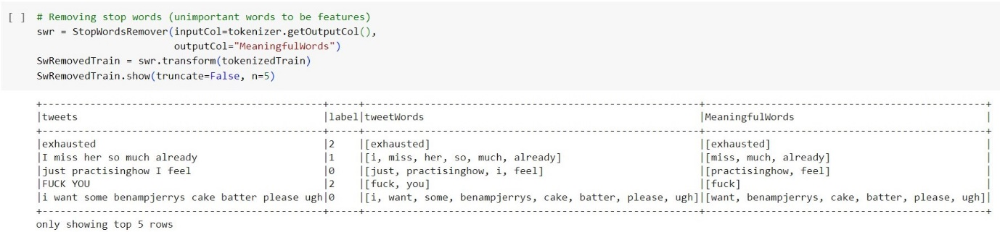 [ ] # Removing stop words (unimportant words to be features)
swr = StopWordsRemover(inputCol=tokenizer.getOutputCol(),
                       outputCol="MeaningfulWords")
SwRemovedTrain = swr.transform(tokenizedTrain)
SwRemovedTrain.show(truncate=False, n=5)
|tweets |label|tweetWords |MeaningfulWords |
|exhausted |2 |[exhausted] |[exhausted] |
|I miss her so much already |1 |[i, miss, her, so, much, already] |[miss, much, already] |
|just practisinghow I feel |0 |[just, practisinghow, i, feel] |[practisinghow, feel] |
|FUCK YOU |2 |[fuck, you] |[fuck] |
|i want some benampjerrys cake batter please ugh|0 |[i, want, some, benampjerrys, cake, batter, please, ugh]|[want, benampjerrys, cake, batter, please, ugh]|
only showing top 5 rows